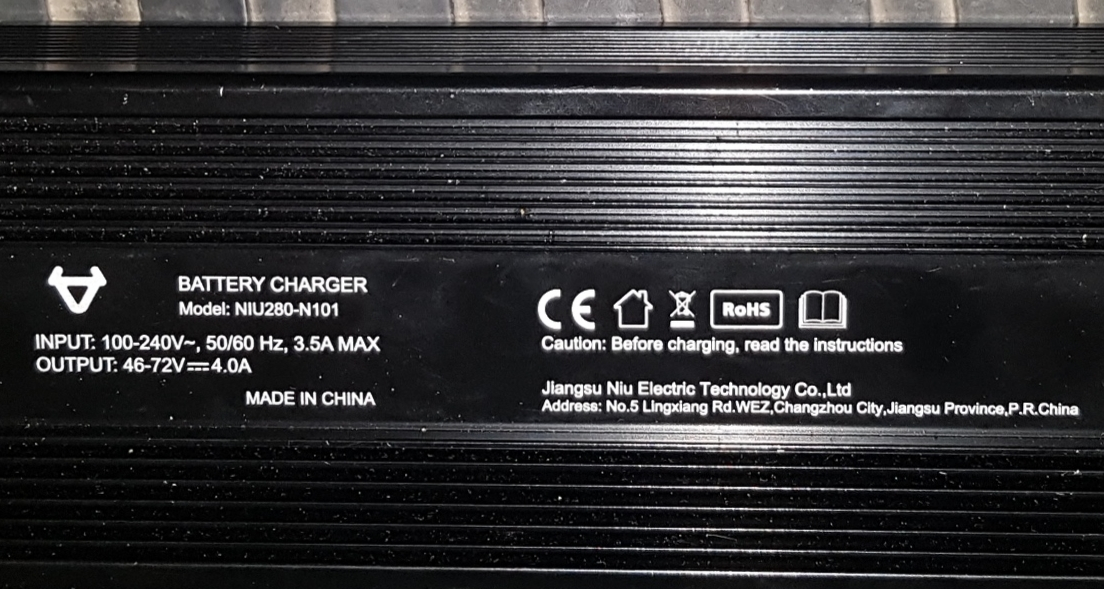 BATTERY CHARGER
Model: NIU280-N101
INPUT: 100-240V~, 50/60 Hz, 3.5A MAX
OUTPUT: 46-72V⎓4.0A
MADE IN CHINA
CE RoHS
Caution: Before charging, read the instructions
Jiangsu Niu Electric Technology Co.,Ltd
Address: No.5 Lingxiang Rd.WEZ,Changzhou City,Jiangsu Province,P.R.China